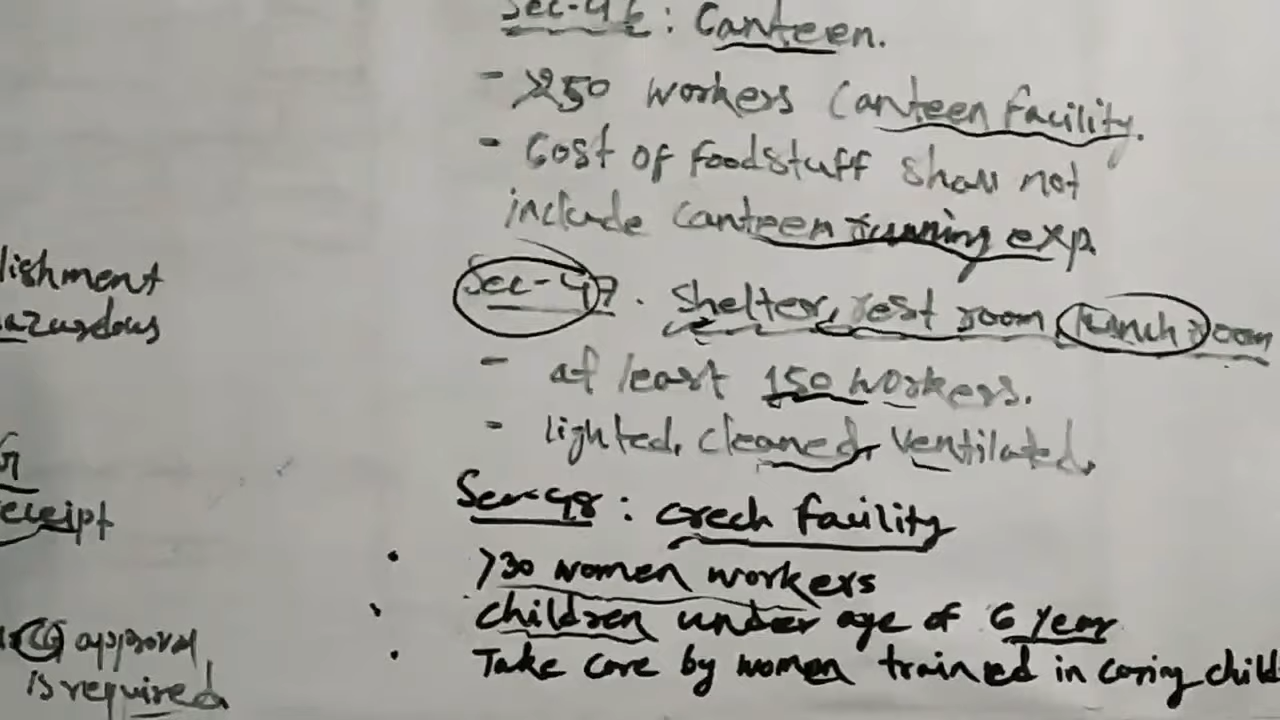 Sec-46 : Canteen.
- >250 workers Canteen facility.
- Cost of foodstuff shall not
include canteen running exp.
Sec-47. Shelter, rest room, Lunch room
- at least 150 workers.
- lighted, cleaned, ventilated.
Sec-48 : crech facility
• >30 women workers
• children under age of 6 year
• Take care by women trained in caring child
lishment
azardous
G
receipt
CG approval
is required